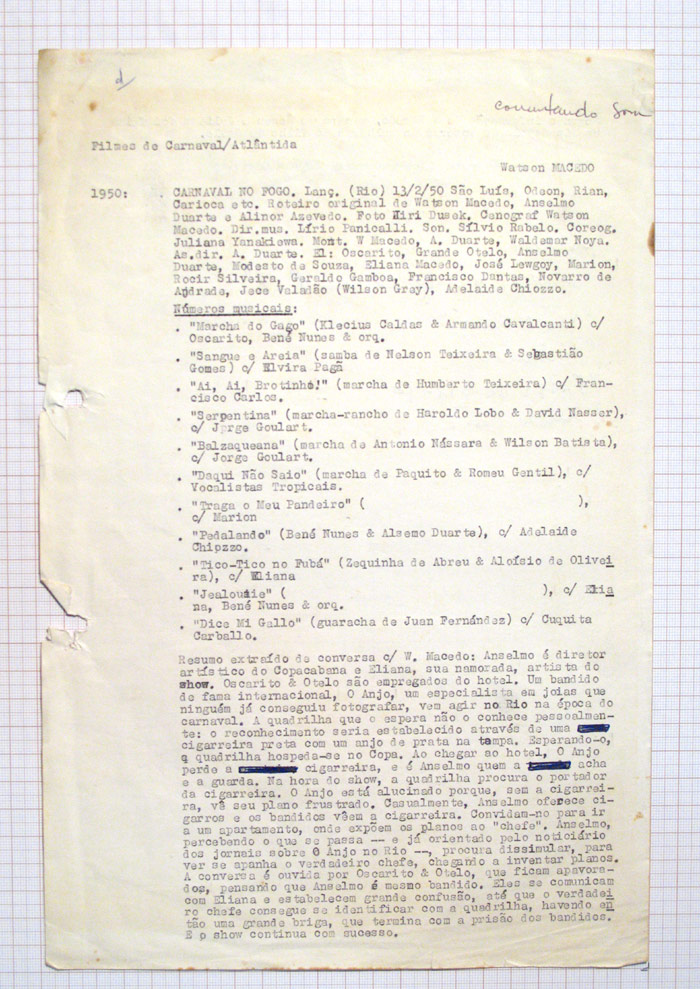 d
comentando Som
Filmes de Carnaval/Atlântida
Watson MACEDO
1950: . CARNAVAL NO FOGO. Lanç. (Rio) 13/2/50 São Luís, Odeon, Rian,
Carioca etc. Roteiro original de Watson Macedo, Anselmo
Duarte e Alinor Azevedo. Foto Hiri Dusek. Cenograf Watson
Macedo. Dir.mus. Lírio Panicalli. Son. Sílvio Rabelo. Coreog.
Juliana Yanakiewa. Mont. W Macedo, A. Duarte, Waldemar Noya.
As.dir. A. Duarte. El: Oscarito, Grande Otelo, Anselmo
Duarte, Modesto de Souza, Eliana Macedo, José Lewgoy, Marion,
Rocir Silveira, Geraldo Gamboa, Francisco Dantas, Novarro de
Andrade, Jece Valadão (Wilson Grey), Adelaide Chiozzo.
Números musicais:
. "Marcha do Gago" (Klecius Caldas & Armando Cavalcanti) c/
Oscarito, Bené Nunes & orq.
. "Sangue e Areia" (samba de Nelson Teixeira & Sebastião
Gomes) c/ Elvira Pagã
. "Ai, Ai, Brotinho!" (marcha de Humberto Teixeira) c/ Fran-
cisco Carlos.
. "Serpentina" (marcha-rancho de Haroldo Lobo & David Nasser),
c/ Jorge Goulart.
. "Balzaqueana" (marcha de Antonio Nássara & Wilson Batista),
c/ Jorge Goulart.
. "Daqui Não Saio" (marcha de Paquito & Romeu Gentil), c/
Vocalistas Tropicais.
. "Traga o Meu Pandeiro" ( ),
c/ Marion
. "Pedalando" (Bené Nunes & Alsemo Duarte), c/ Adelaide
Chipzzo.
. "Tico-Tico no Fubá" (Zequinha de Abreu & Aloísio de Olivei
ra), c/ Eliana
. "Jealousie" ( ), c/ Elia
na, Bené Nunes & orq.
. "Dice Mi Gallo" (guaracha de Juan Fernández) c/ Cuquita
Carballo.
Resumo extraído de conversa c/ W. Macedo: Anselmo é diretor
artístico do Copacabana e Eliana, sua namorada, artista do
show. Oscarito & Otelo são empregados do hotel. Um bandido
de fama internacional, O Anjo, um especialista em joias que
ninguém já conseguiu fotografar, vem agir no Rio na época do
carnaval. A quadrilha que o espera não o conhece pessoalmen-
te: o reconhecimento seria estabelecido através de uma
cigarreira preta com um anjo de prata na tampa. Esperando-o,
a quadrilha hospeda-se no Copa. Ao chegar ao hotel, O Anjo
perde a cigarreira, e é Anselmo quem a acha
e a guarda. Na hora do show, a quadrilha procura o portador
da cigarreira. O Anjo está alucinado porque, sem a cigarrei-
ra, vê seu plano frustrado. Casualmente, Anselmo oferece ci-
garros e os bandidos vêem a cigarreira. Convidam-no para ir
a um apartamento, onde expõem os planos ao "chefe". Anselmo,
percebendo o que se passa -- e já orientado pelo noticiário
dos jornais sobre O Anjo no Rio --, procura dissimular, para
ver se apanha o verdadeiro chefe, chegando a inventar planos.
A conversa é ouvida por Oscarito & Otelo, que ficam apavora-
dos, pensando que Anselmo é mesmo bandido. Eles se comunicam
com Eliana e estabelecem grande confusão, até que o verdadei
ro chefe consegue se identificar com a quadrilha, havendo en
tão uma grande briga, que termina com a prisão dos bandidos.
E o show continua com sucesso.